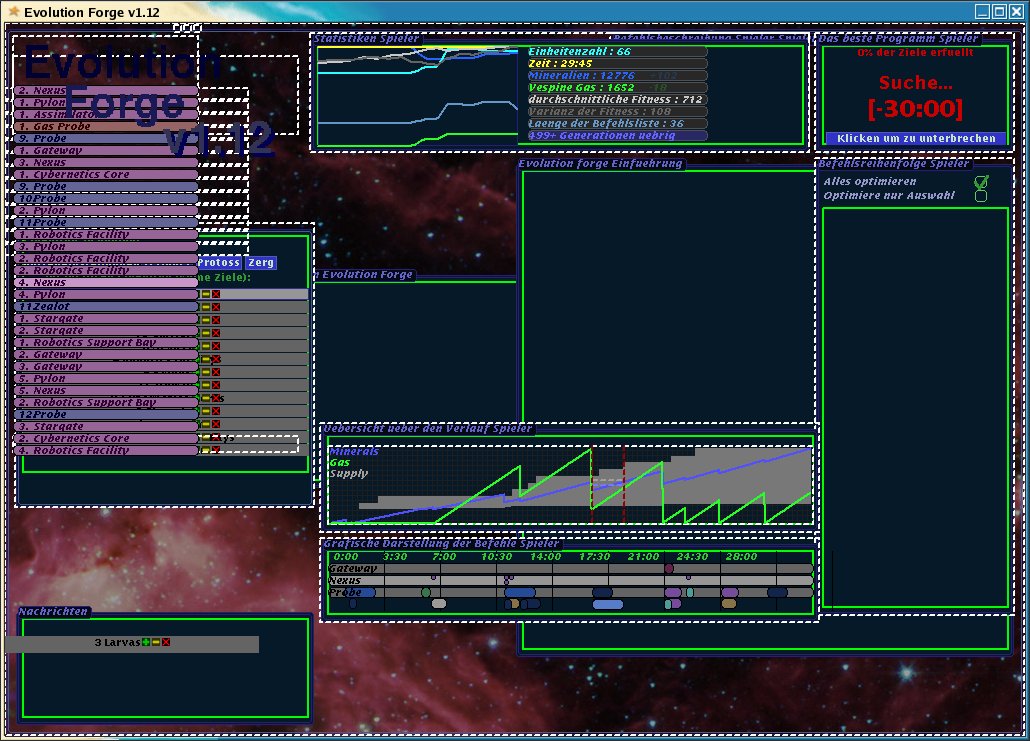 Evolution Forge v1.12
Evolution
Forge
v1.12
2. Nexus
1. Pylon
1. Assimilator
1. Gas Probe
9. Probe
1. Gateway
3. Nexus
1. Cybernetics Core
9. Probe
10Probe
2. Pylon
11Probe
1. Robotics Facility
3. Pylon
2. Robotics Facility
2. Robotics Facility
4. Nexus
4. Pylon
11Zealot
1. Stargate
2. Stargate
1. Robotics Support Bay
2. Gateway
3. Gateway
5. Pylon
5. Nexus
2. Robotics Support Bay
12Probe
3. Stargate
2. Cybernetics Core
4. Robotics Facility
Protoss Zerg
ne Ziele):
Statistiken Spieler
Einheitenzahl : 66
Zeit : 29:45
Mineralien : 12776 +102
Vespine Gas : 1652 -18
durchschnittliche Fitness : 712
Varianz der Fitness : 108
Laenge der Befehlsliste : 36
499+ Generationen uebrig
Das beste Programm Spieler
0% der Ziele erfuellt
Suche...
[-30:00]
Klicken um zu unterbrechen
Evolution forge Einfuehrung
Befehlsreihenfolge Spieler
Alles optimieren
Optimiere nur Auswahl
n Evolution Forge
Uebersicht ueber den Verlauf Spieler
Minerals
Gas
Supply
Grafische Darstellung der Befehle Spieler
0:00 3:30 7:00 10:30 14:00 17:30 21:00 24:30 28:00
Gateway
Nexus
Probe
Nachrichten
3 Larvas